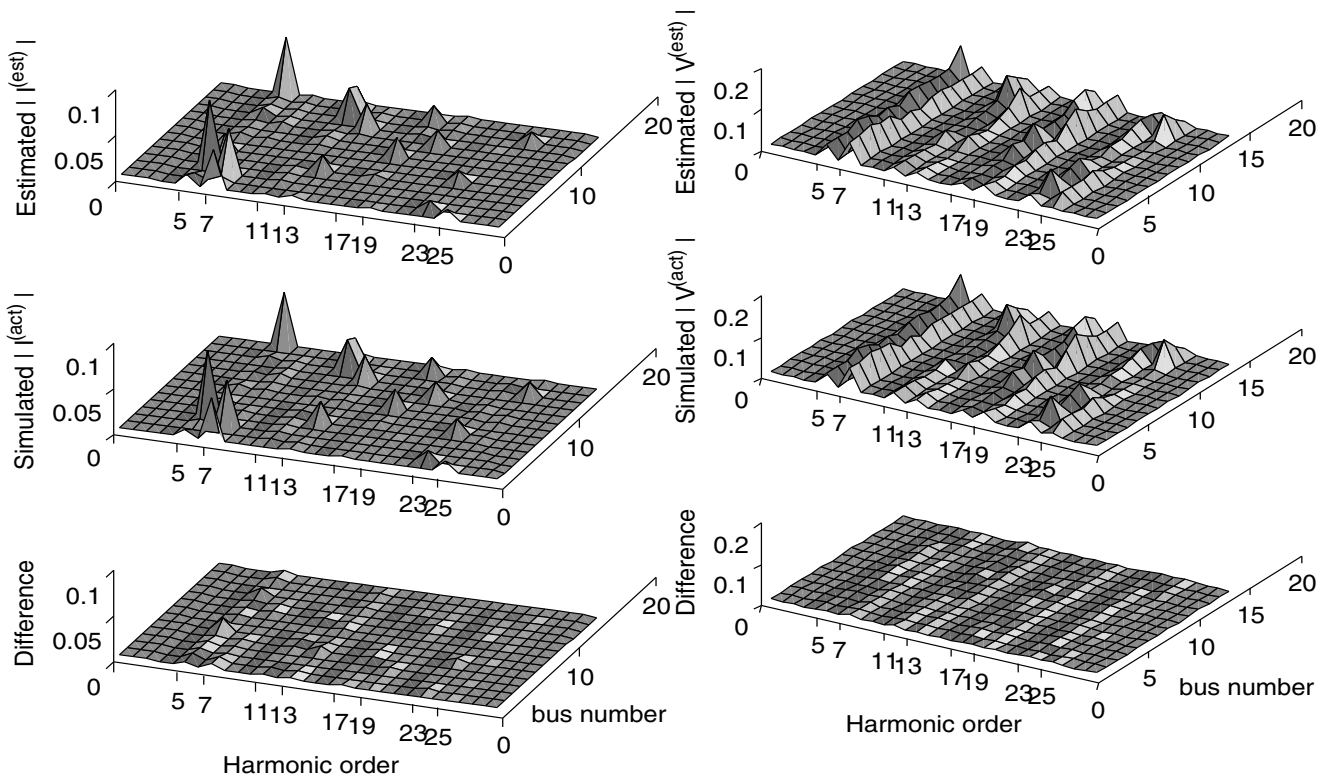 Estimated | I(est) |
0.1
0.05
0
5 7 11 13 17 19 23 25
0
10
20
Estimated | V(est) |
0.2
0.1
0
5 7 11 13 17 19 23 25
0
5
10
15
20
Simulated | I(act) |
0.1
0.05
0
5 7 11 13 17 19 23 25
0
10
20
Simulated | V(act) |
0.2
0.1
0
5 7 11 13 17 19 23 25
0
5
10
15
20
Difference
0.1
0.05
0
5 7 11 13 17 19 23 25
0
10
20
bus number
Harmonic order
Difference
0.2
0.1
0
5 7 11 13 17 19 23 25
0
5
10
15
20
bus number
Harmonic order